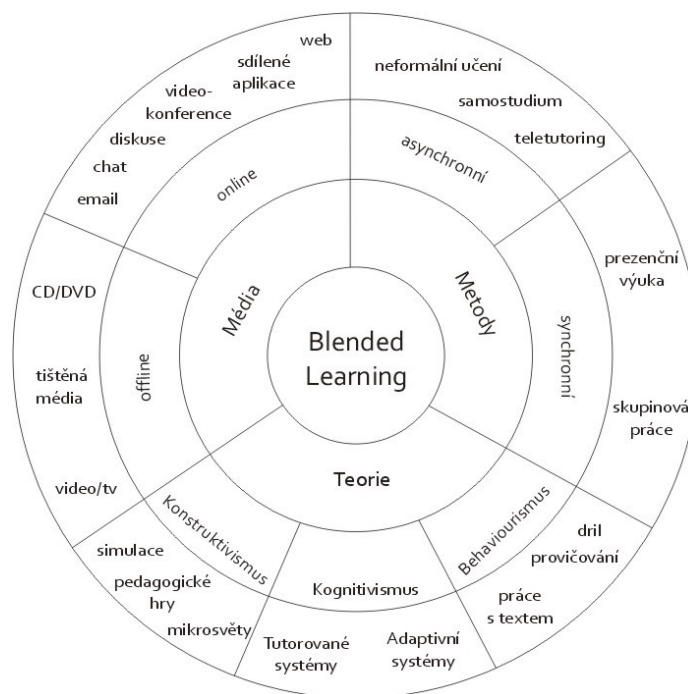 web
sdílené
aplikace
video-
konference
diskuse
chat
email
neformální učení
samostudium
teletutoring
online
asynchronní
CD/DVD
tištěná
média
video/tv
offline
Média
Metody
synchronní
prezenční
výuka
skupinová
práce
Blended
Learning
Teorie
Konstruktivismus
Kognitivismus
Behaviourismus
simulace
pedagogické
hry
mikrosvěty
Tutorované
systémy
Adaptivní
systémy
dril
provičování
práce
s textem